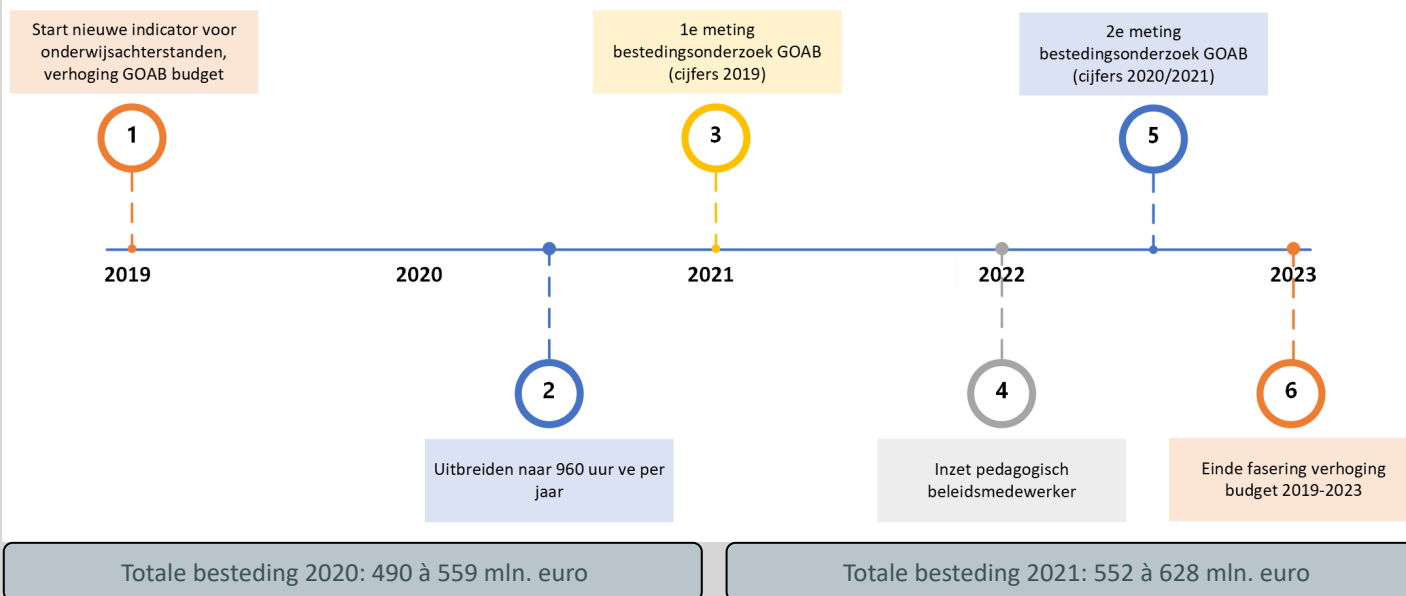 Start nieuwe indicator voor
onderwijsachterstanden,
verhoging GOAB budget
1e meting
bestedingsonderzoek GOAB
(cijfers 2019)
2e meting
bestedingsonderzoek GOAB
(cijfers 2020/2021)
1
3
5
2019
2020
2021
2022
2023
2
4
6
Uitbreiden naar 960 uur ve per
jaar
Inzet pedagogisch
beleidsmedewerker
Einde fasering verhoging
budget 2019-2023
Totale besteding 2020: 490 à 559 mln. euro
Totale besteding 2021: 552 à 628 mln. euro